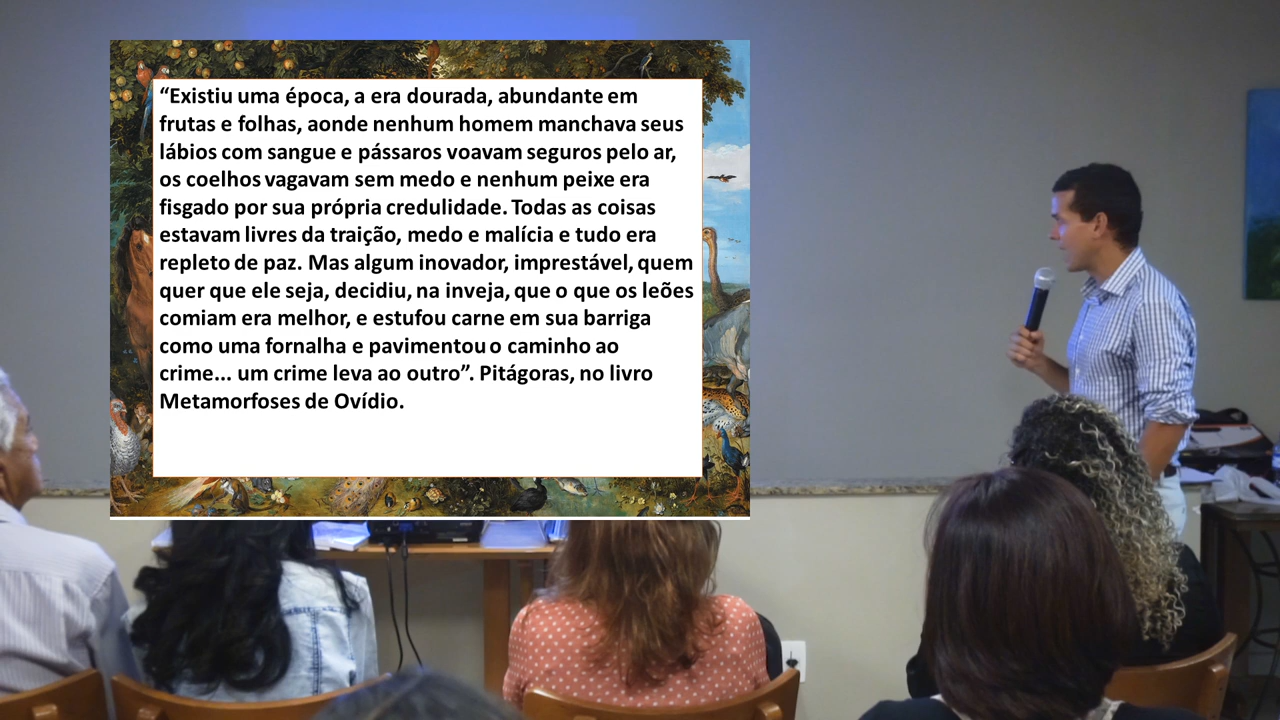 “Existiu uma época, a era dourada, abundante em
frutas e folhas, aonde nenhum homem manchava seus
lábios com sangue e pássaros voavam seguros pelo ar,
os coelhos vagavam sem medo e nenhum peixe era
fisgado por sua própria credulidade. Todas as coisas
estavam livres da traição, medo e malícia e tudo era
repleto de paz. Mas algum inovador, imprestável, quem
quer que ele seja, decidiu, na inveja, que o que os leões
comiam era melhor, e estufou carne em sua barriga
como uma fornalha e pavimentou o caminho ao
crime... um crime leva ao outro”. Pitágoras, no livro
Metamorfoses de Ovídio.